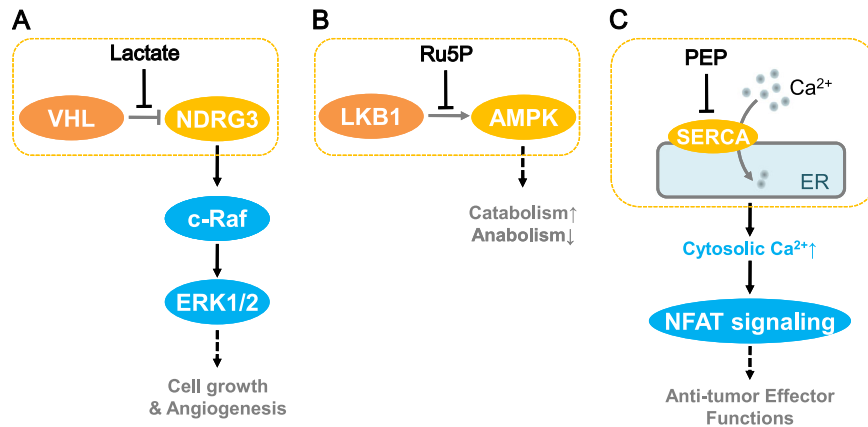 A
Lactate
VHL
NDRG3
c-Raf
ERK1/2
Cell growth
& Angiogenesis
B
Ru5P
LKB1
AMPK
Catabolism↑
Anabolism↓
C
PEP
Ca²⁺
SERCA
ER
Cytosolic Ca²⁺↑
NFAT signaling
Anti-tumor Effector
Functions